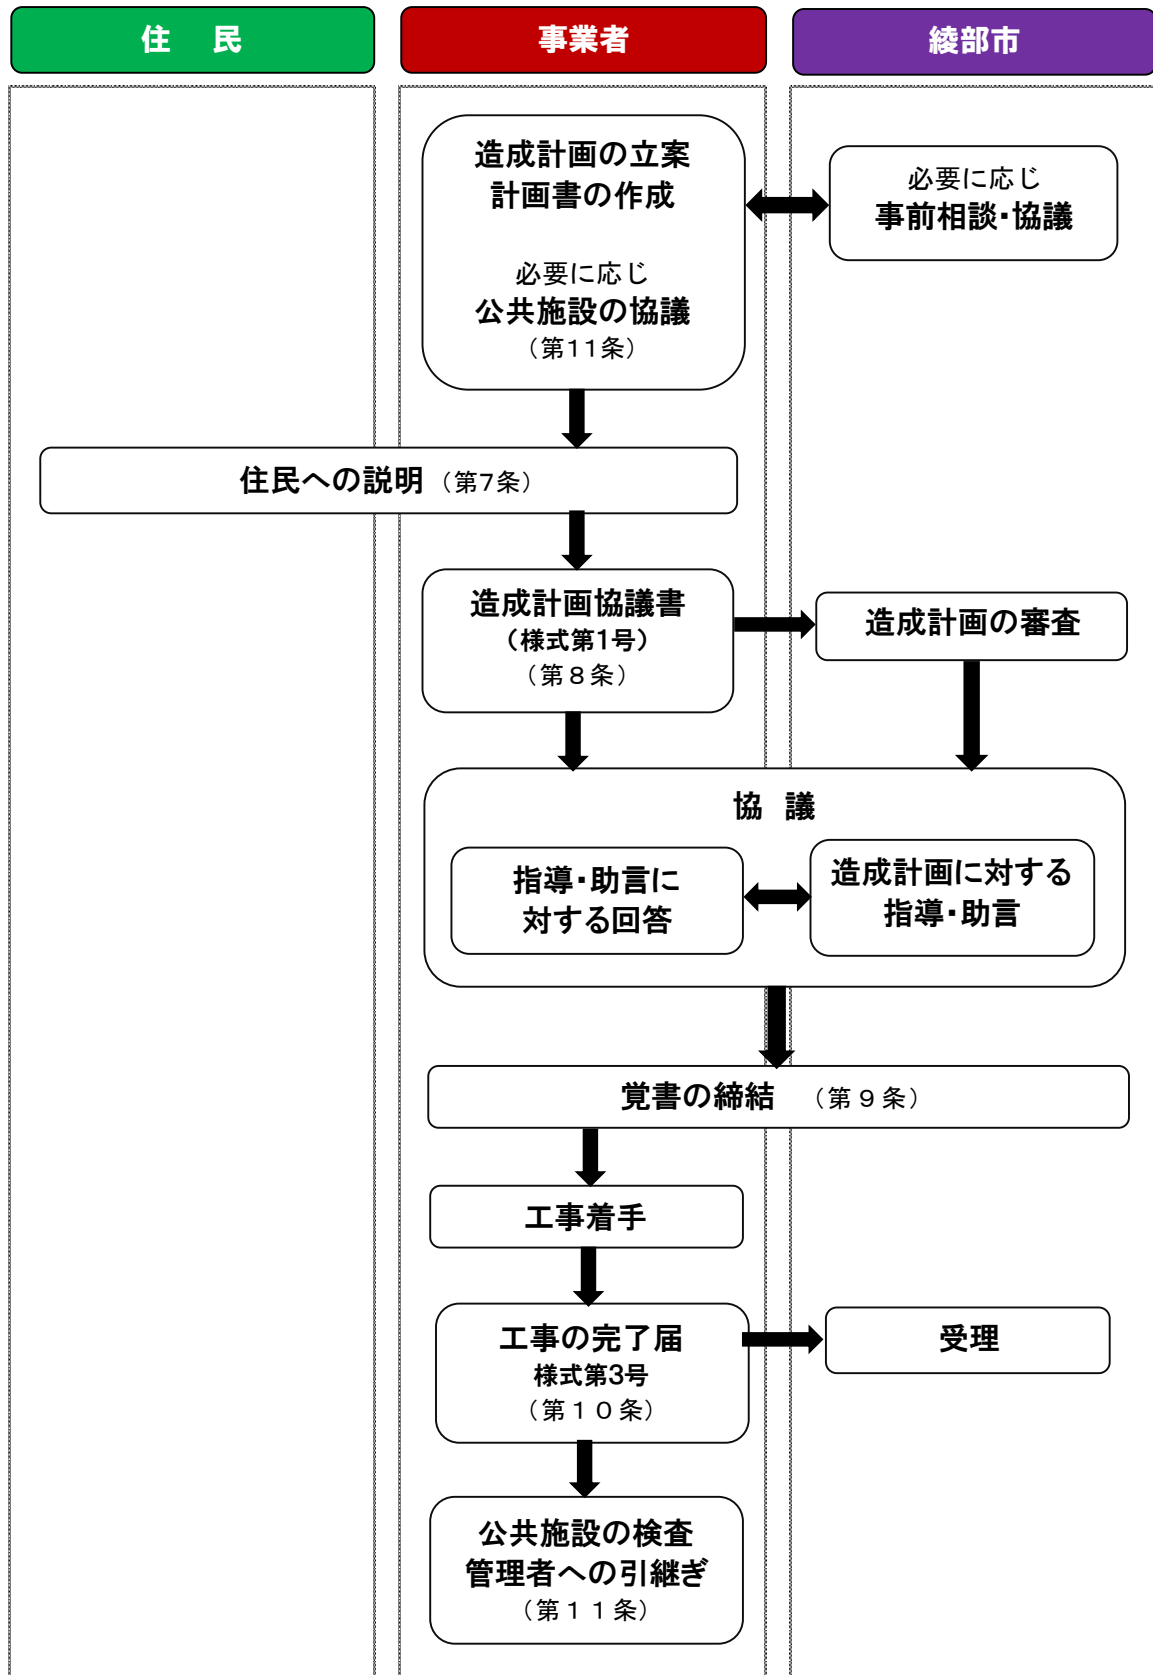 住　民
事業者
綾部市
造成計画の立案
計画書の作成
必要に応じ
公共施設の協議
（第11条）
必要に応じ
事前相談・協議
住民への説明（第7条）
造成計画協議書
（様式第1号）
（第８条）
造成計画の審査
協　議
指導・助言に
対する回答
造成計画に対する
指導・助言
覚書の締結　（第９条）
工事着手
工事の完了届
様式第3号
（第１０条）
受理
公共施設の検査
管理者への引継ぎ
（第１１条）